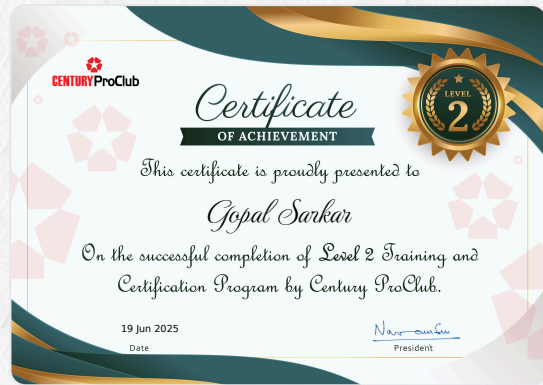 CENTURY ProClub
Certificate
OF ACHIEVEMENT
LEVEL
2
This certificate is proudly presented to
Gopal Sarkar
On the successful completion of Level 2 Training and
Certification Program by Century ProClub.
19 Jun 2025
Date
President